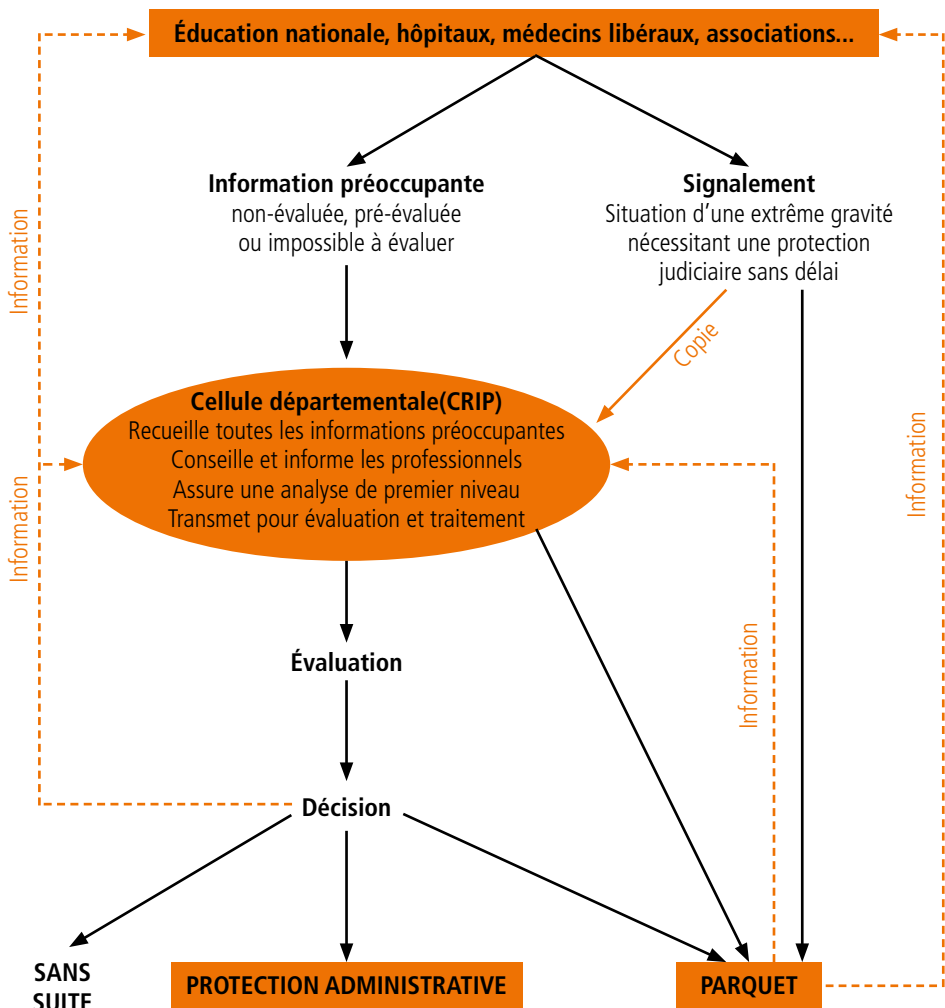 Éducation nationale, hôpitaux, médecins libéraux, associations...
Information préoccupante
non-évaluée, pré-évaluée
ou impossible à évaluer
Signalement
Situation d’une extrême gravité
nécessitant une protection
judiciaire sans délai
Information
Copie
Cellule départementale(CRIP)
Recueille toutes les informations préoccupantes
Conseille et informe les professionnels
Assure une analyse de premier niveau
Transmet pour évaluation et traitement
Information
Information
Information
Évaluation
Décision
SANS
SUITE
PROTECTION ADMINISTRATIVE
PARQUET